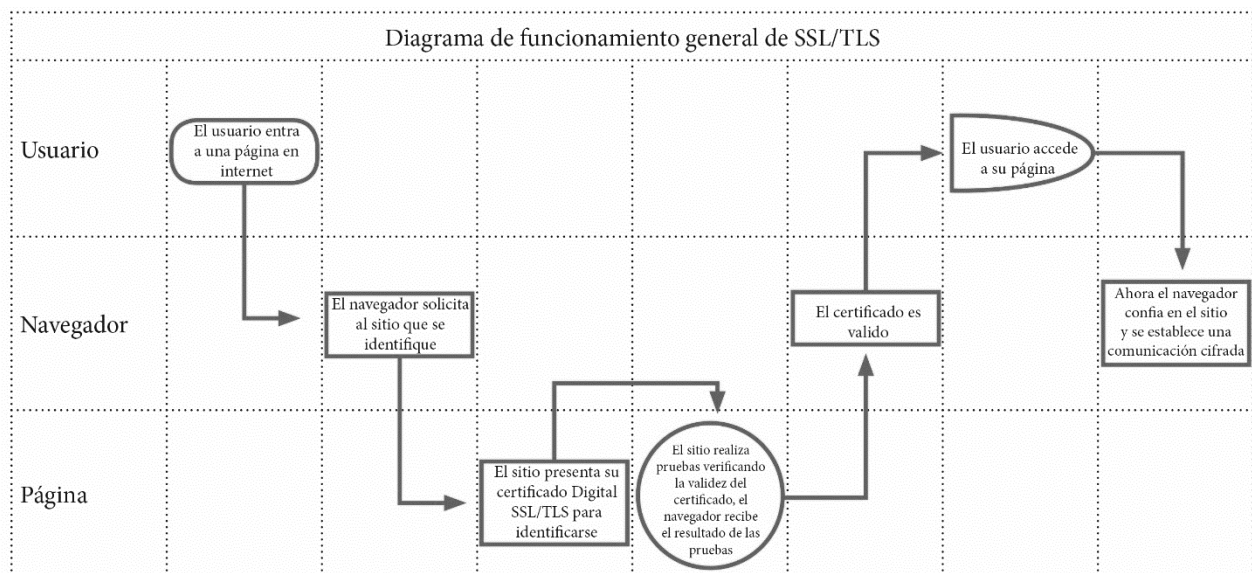 Diagrama de funcionamiento general de SSL/TLS
Usuario
El usuario entra
a una página en
internet
El usuario accede
a su página
Navegador
El navegador solicita
al sitio que se
identifique
El certificado es
valido
Ahora el navegador
confia en el sitio
y se establece una
comunicación cifrada
Página
El sitio presenta su
certificado Digital
SSL/TLS para
identificarse
El sitio realiza
pruebas verificando
la validez del
certificado, el
navegador recibe
el resultado de las
pruebas